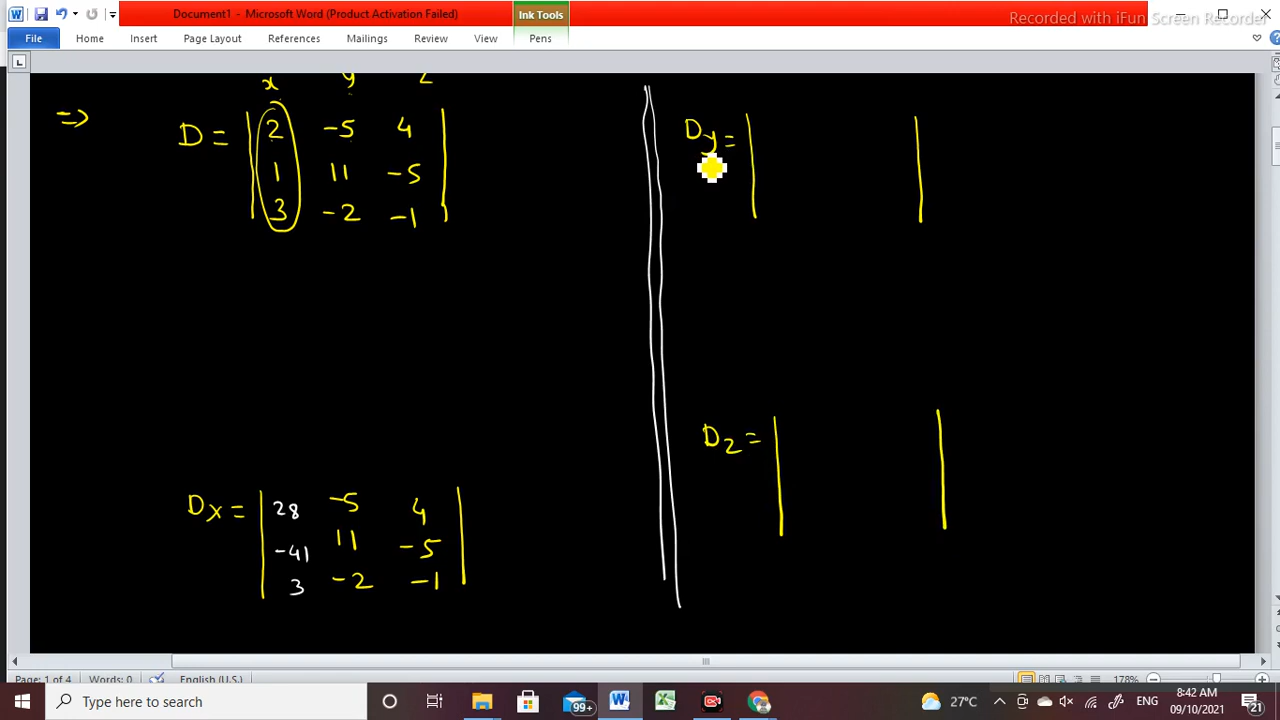 Document1 - Microsoft Word (Product Activation Failed)
Ink Tools
Recorded with iFun Screen Recorder
File Home Insert Page Layout References Mailings Review View Pens
x y z
=> D = | 2 -5 4 |
| 1 11 -5 |
| 3 -2 -1 |
Dx = | 28 -5 4 |
| -41 11 -5 |
| 3 -2 -1 |
Dy = | |
Dz = | |
Page: 1 of 4 Words: 0 English (U.S.) 178%
Type here to search
99+
27°C
ENG
8:42 AM
09/10/2021
21